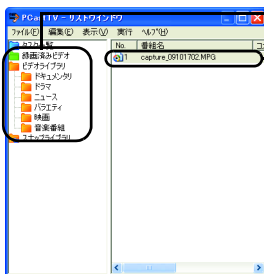 PCastTV - リストウィンドウ
ファイル(F) 編集(E) 表示(V) 実行 ヘルプ(H)
No. 番組名
録画済みビデオ
1 capture_09101702.MPG
ビデオライブラリ
ドキュメンタリ
ドラマ
ニュース
バラエティ
映画
音楽番組
スナップライブラリ